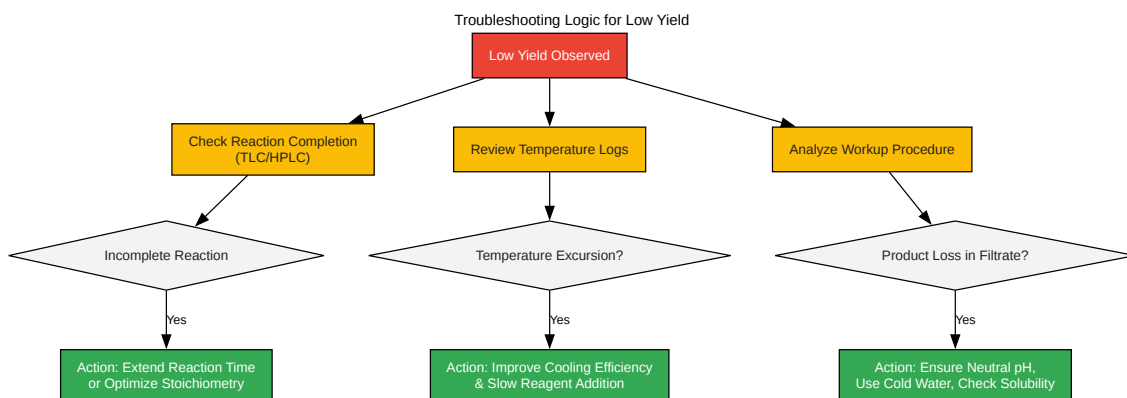 Troubleshooting Logic for Low Yield
Low Yield Observed
Check Reaction Completion
(TLC/HPLC)
Review Temperature Logs
Analyze Workup Procedure
Incomplete Reaction
Temperature Excursion?
Product Loss in Filtrate?
Yes
Yes
Yes
Action: Extend Reaction Time
or Optimize Stoichiometry
Action: Improve Cooling Efficiency
& Slow Reagent Addition
Action: Ensure Neutral pH,
Use Cold Water, Check Solubility